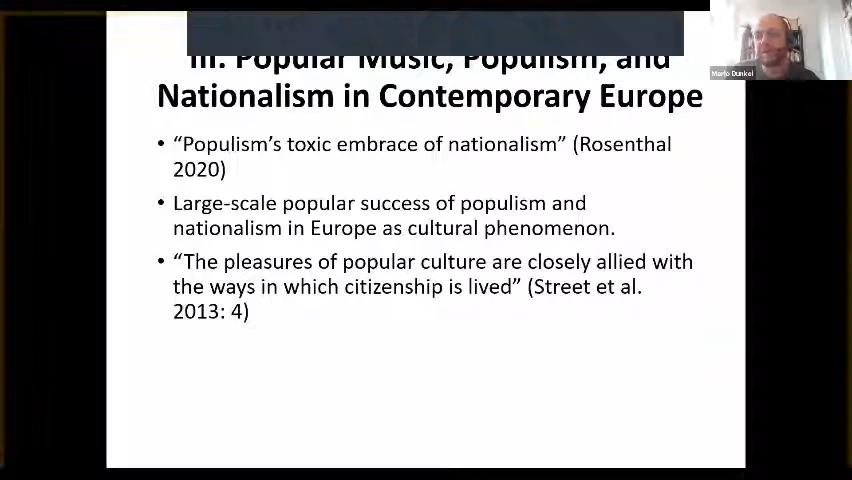 III. Popular Music, Populism, and
Nationalism in Contemporary Europe
• “Populism’s toxic embrace of nationalism” (Rosenthal
2020)
• Large-scale popular success of populism and
nationalism in Europe as cultural phenomenon.
• “The pleasures of popular culture are closely allied with
the ways in which citizenship is lived” (Street et al.
2013: 4)
Mario Dunkel